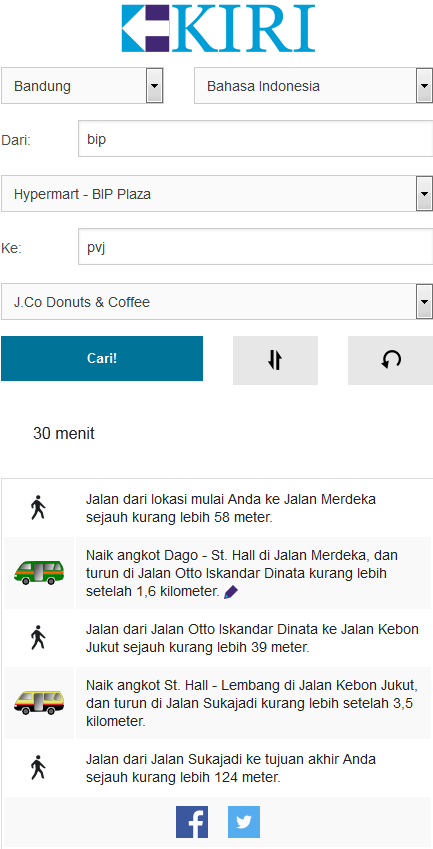 KIRI
Bandung
Bahasa Indonesia
Dari:
bip
Hypermart - BIP Plaza
Ke:
pvj
J.Co Donuts & Coffee
Cari!
30 menit
Jalan dari lokasi mulai Anda ke Jalan Merdeka
sejauh kurang lebih 58 meter.
Naik angkot Dago - St. Hall di Jalan Merdeka, dan
turun di Jalan Otto Iskandar Dinata kurang lebih
setelah 1,6 kilometer.
Jalan dari Jalan Otto Iskandar Dinata ke Jalan Kebon
Jukut sejauh kurang lebih 39 meter.
Naik angkot St. Hall - Lembang di Jalan Kebon Jukut,
dan turun di Jalan Sukajadi kurang lebih setelah 3,5
kilometer.
Jalan dari Jalan Sukajadi ke tujuan akhir Anda
sejauh kurang lebih 124 meter.